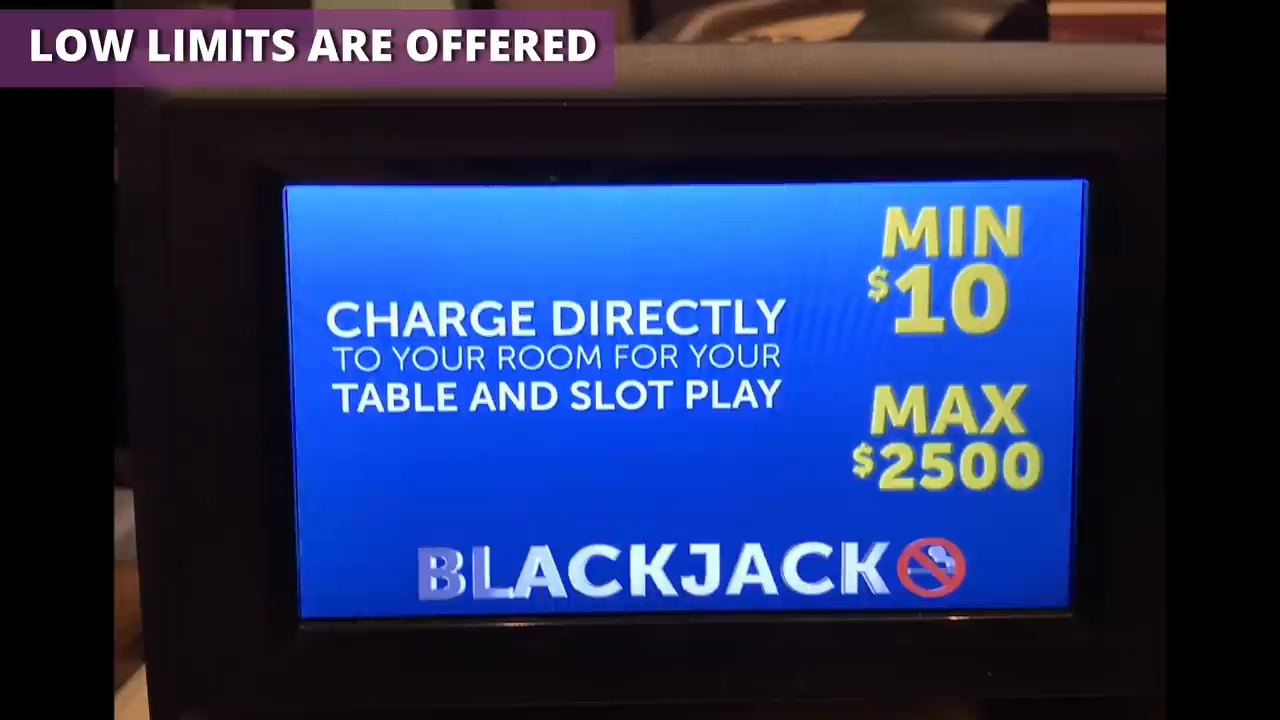 LOW LIMITS ARE OFFERED
CHARGE DIRECTLY
TO YOUR ROOM FOR YOUR
TABLE AND SLOT PLAY
MIN
$10
MAX
$2500
BLACKJACK